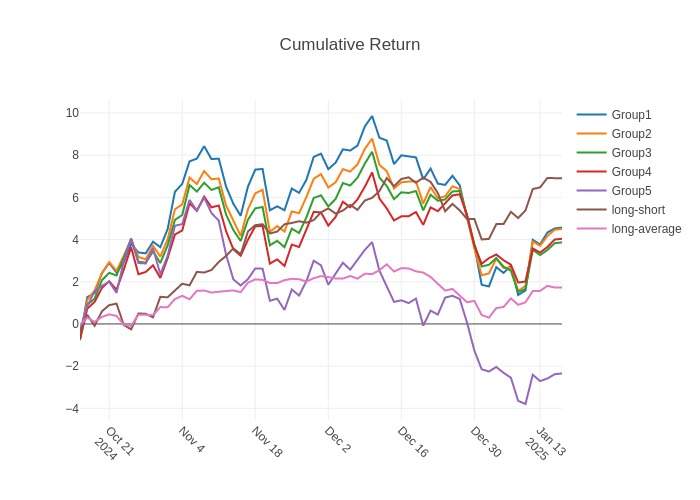 Cumulative Return
10
8
6
4
2
0
−2
−4
Oct 21
2024
Nov 4
Nov 18
Dec 2
Dec 16
Dec 30
Jan 13
2025
Group1
Group2
Group3
Group4
Group5
long-short
long-average